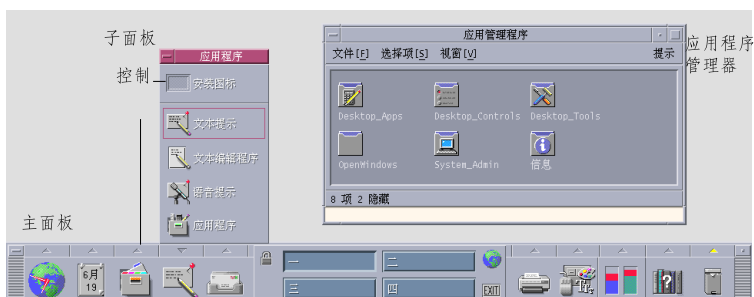 子面板
应用程序
控制
安装图标
文本提示
文本编辑程序
语音提示
应用程序
主面板
应用管理程序
文件[F] 选择项[S] 视窗[V] 提示
Desktop_Apps Desktop_Controls Desktop_Tools
OpenWindows System_Admin 信息
8 项 2 隐藏
应用程序
管理器
6月
19
一 二
三 四
EXIT